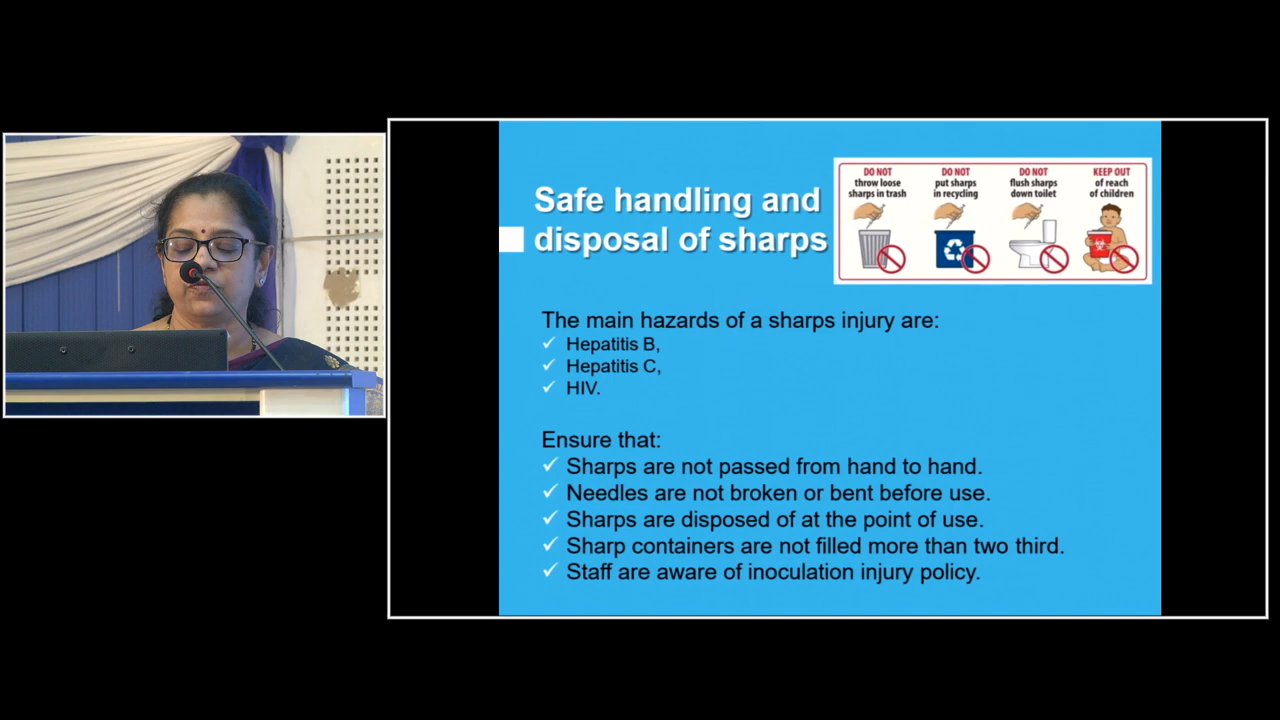 Safe handling and
disposal of sharps
DO NOT
throw loose
sharps in trash
DO NOT
put sharps
in recycling
DO NOT
flush sharps
down toilet
KEEP OUT
of reach
of children
The main hazards of a sharps injury are:
✓ Hepatitis B,
✓ Hepatitis C,
✓ HIV.
Ensure that:
✓ Sharps are not passed from hand to hand.
✓ Needles are not broken or bent before use.
✓ Sharps are disposed of at the point of use.
✓ Sharp containers are not filled more than two third.
✓ Staff are aware of inoculation injury policy.